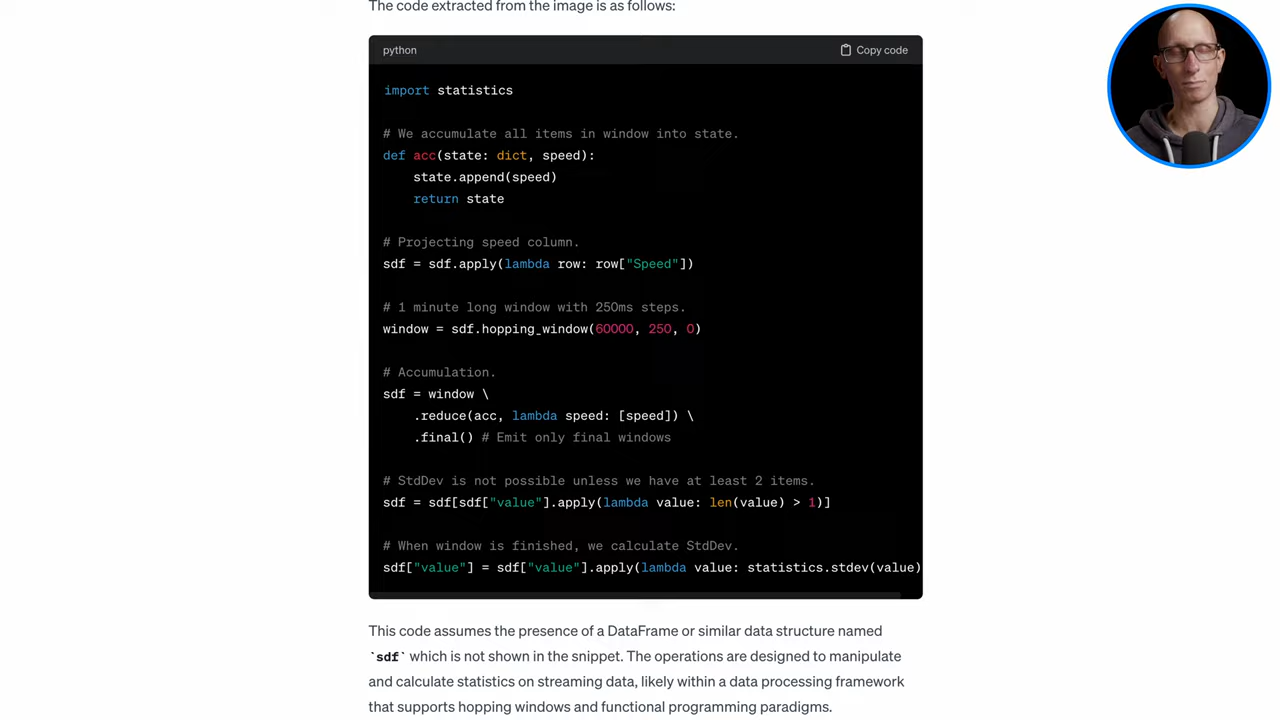 The code extracted from the image is as follows:
python
Copy code
import statistics
# We accumulate all items in window into state.
def acc(state: dict, speed):
    state.append(speed)
    return state
# Projecting speed column.
sdf = sdf.apply(lambda row: row["Speed"])
# 1 minute long window with 250ms steps.
window = sdf.hopping_window(60000, 250, 0)
# Accumulation.
sdf = window \
    .reduce(acc, lambda speed: [speed]) \
    .final() # Emit only final windows
# StdDev is not possible unless we have at least 2 items.
sdf = sdf[sdf["value"].apply(lambda value: len(value) > 1)]
# When window is finished, we calculate StdDev.
sdf["value"] = sdf["value"].apply(lambda value: statistics.stdev(value)
This code assumes the presence of a DataFrame or similar data structure named
`sdf` which is not shown in the snippet. The operations are designed to manipulate
and calculate statistics on streaming data, likely within a data processing framework
that supports hopping windows and functional programming paradigms.